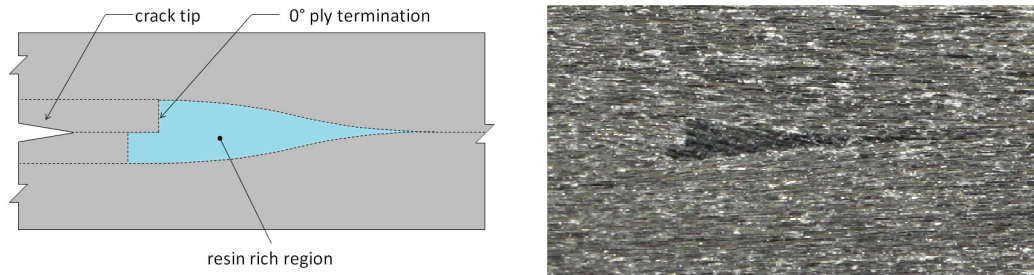 crack tip
0° ply termination
resin rich region